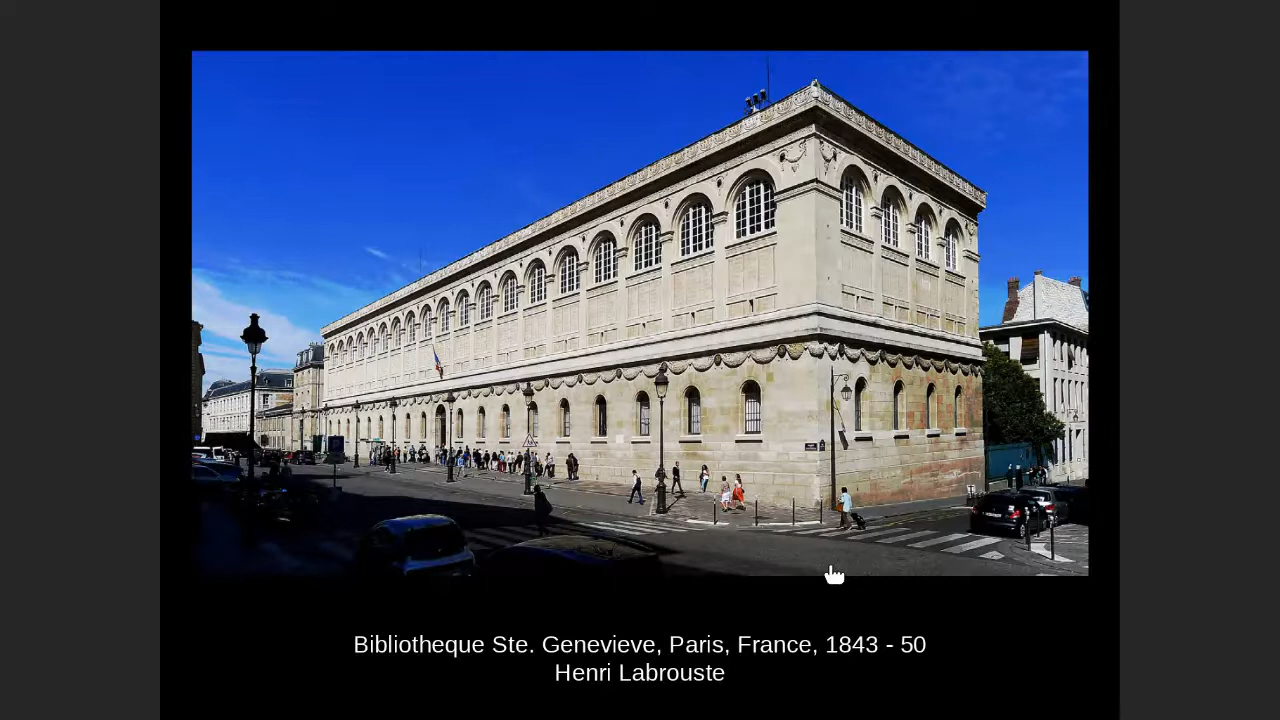 Bibliotheque Ste. Genevieve, Paris, France, 1843 - 50
Henri Labrouste